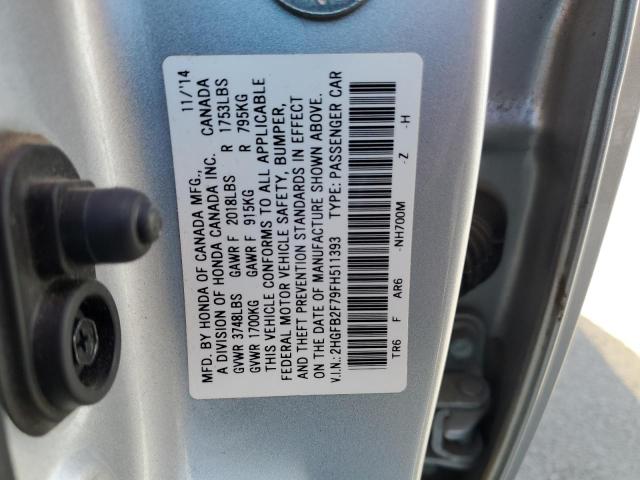 MFD. BY HONDA OF CANADA MFG., 11/'14
A DIVISION OF HONDA CANADA INC. CANADA
GVWR 3748LBS GAWR F 2018LBS R 1753LBS
GVWR 1700KG GAWR F 915KG R 795KG
THIS VEHICLE CONFORMS TO ALL APPLICABLE
FEDERAL MOTOR VEHICLE SAFETY, BUMPER,
AND THEFT PREVENTION STANDARDS IN EFFECT
ON THE DATE OF MANUFACTURE SHOWN ABOVE.
V.I.N.: 2HGFB2F79FH511393 TYPE: PASSENGER CAR
TR6 F AR6 -NH700M -Z -H